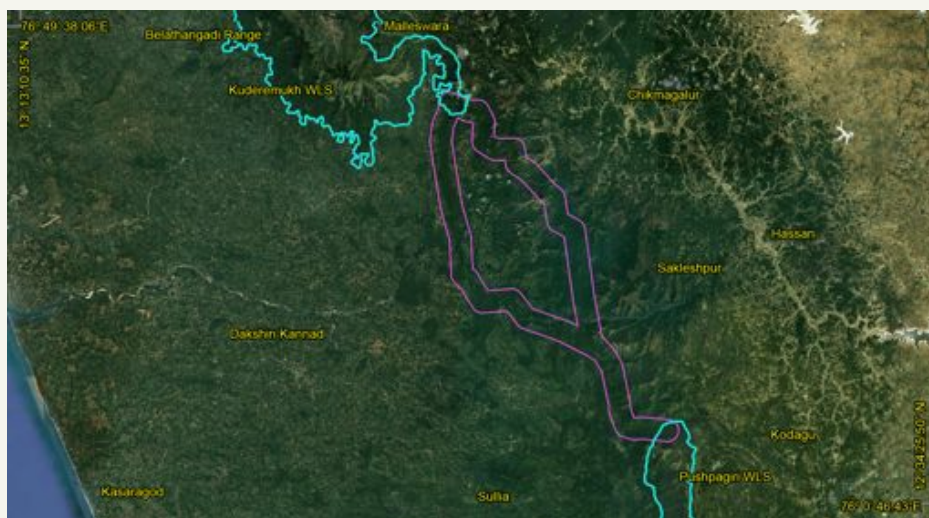 76° 49' 38 06"E
Malleswara
Belathangadi Range
13° 13' 10 35" N
Kuderemukh WLS
Chikmagalur
Hassan
Sakleshpur
Dakshin Kannad
12° 34' 25 50" N
Kodagu
Pushpagiri WLS
Kasaragod
Sullia
76° 0' 46.43"E